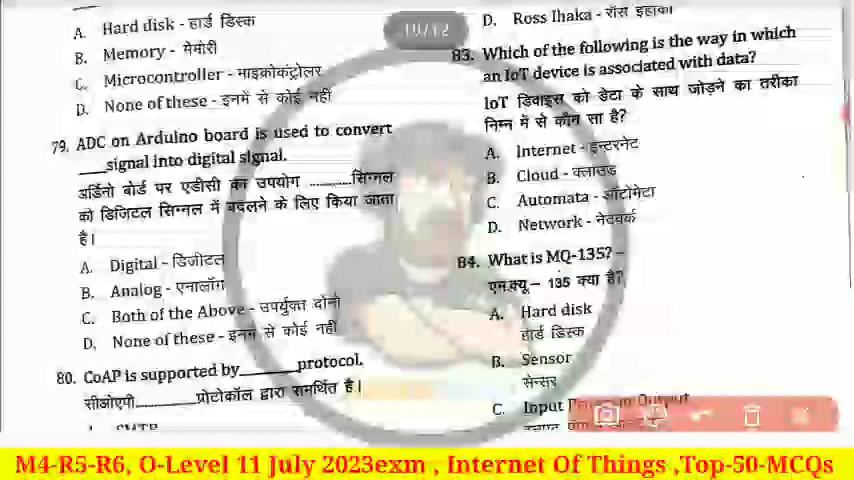 A. Hard disk - हार्ड डिस्क
B. Memory - मेमोरी
C. Microcontroller - माइक्रोकंट्रोलर
D. None of these - इनमें से कोई नहीं
79. ADC on Arduino board is used to convert
____signal into digital signal.
अर्डिनो बोर्ड पर एडीसी का उपयोग ..........सिग्नल
को डिजिटल सिग्नल में बदलने के लिए किया जाता
है।
A. Digital - डिजीटल
B. Analog - एनालॉग
C. Both of the Above - उपर्युक्त दोनों
D. None of these - इनमें से कोई नहीं
80. CoAP is supported by_______protocol.
सीओएपी..............प्रोटोकॉल द्वारा समर्थित है।
10/12
D. Ross Ihaka - रॉस इहाका
83. Which of the following is the way in which
an IoT device is associated with data?
IoT डिवाइस को डेटा के साथ जोड़ने का तरीका
निम्न में से कौन सा है?
A. Internet - इन्टरनेट
B. Cloud - क्लाउड
C. Automata - ऑटोमेटा
D. Network - नेटवर्क
84. What is MQ-135? -
एम.क्यू – 135 क्या है?
A. Hard disk
हार्ड डिस्क
B. Sensor
सेन्सर
C. Input Output
M4-R5-R6, O-Level 11 July 2023exm , Internet Of Things ,Top-50-MCQs